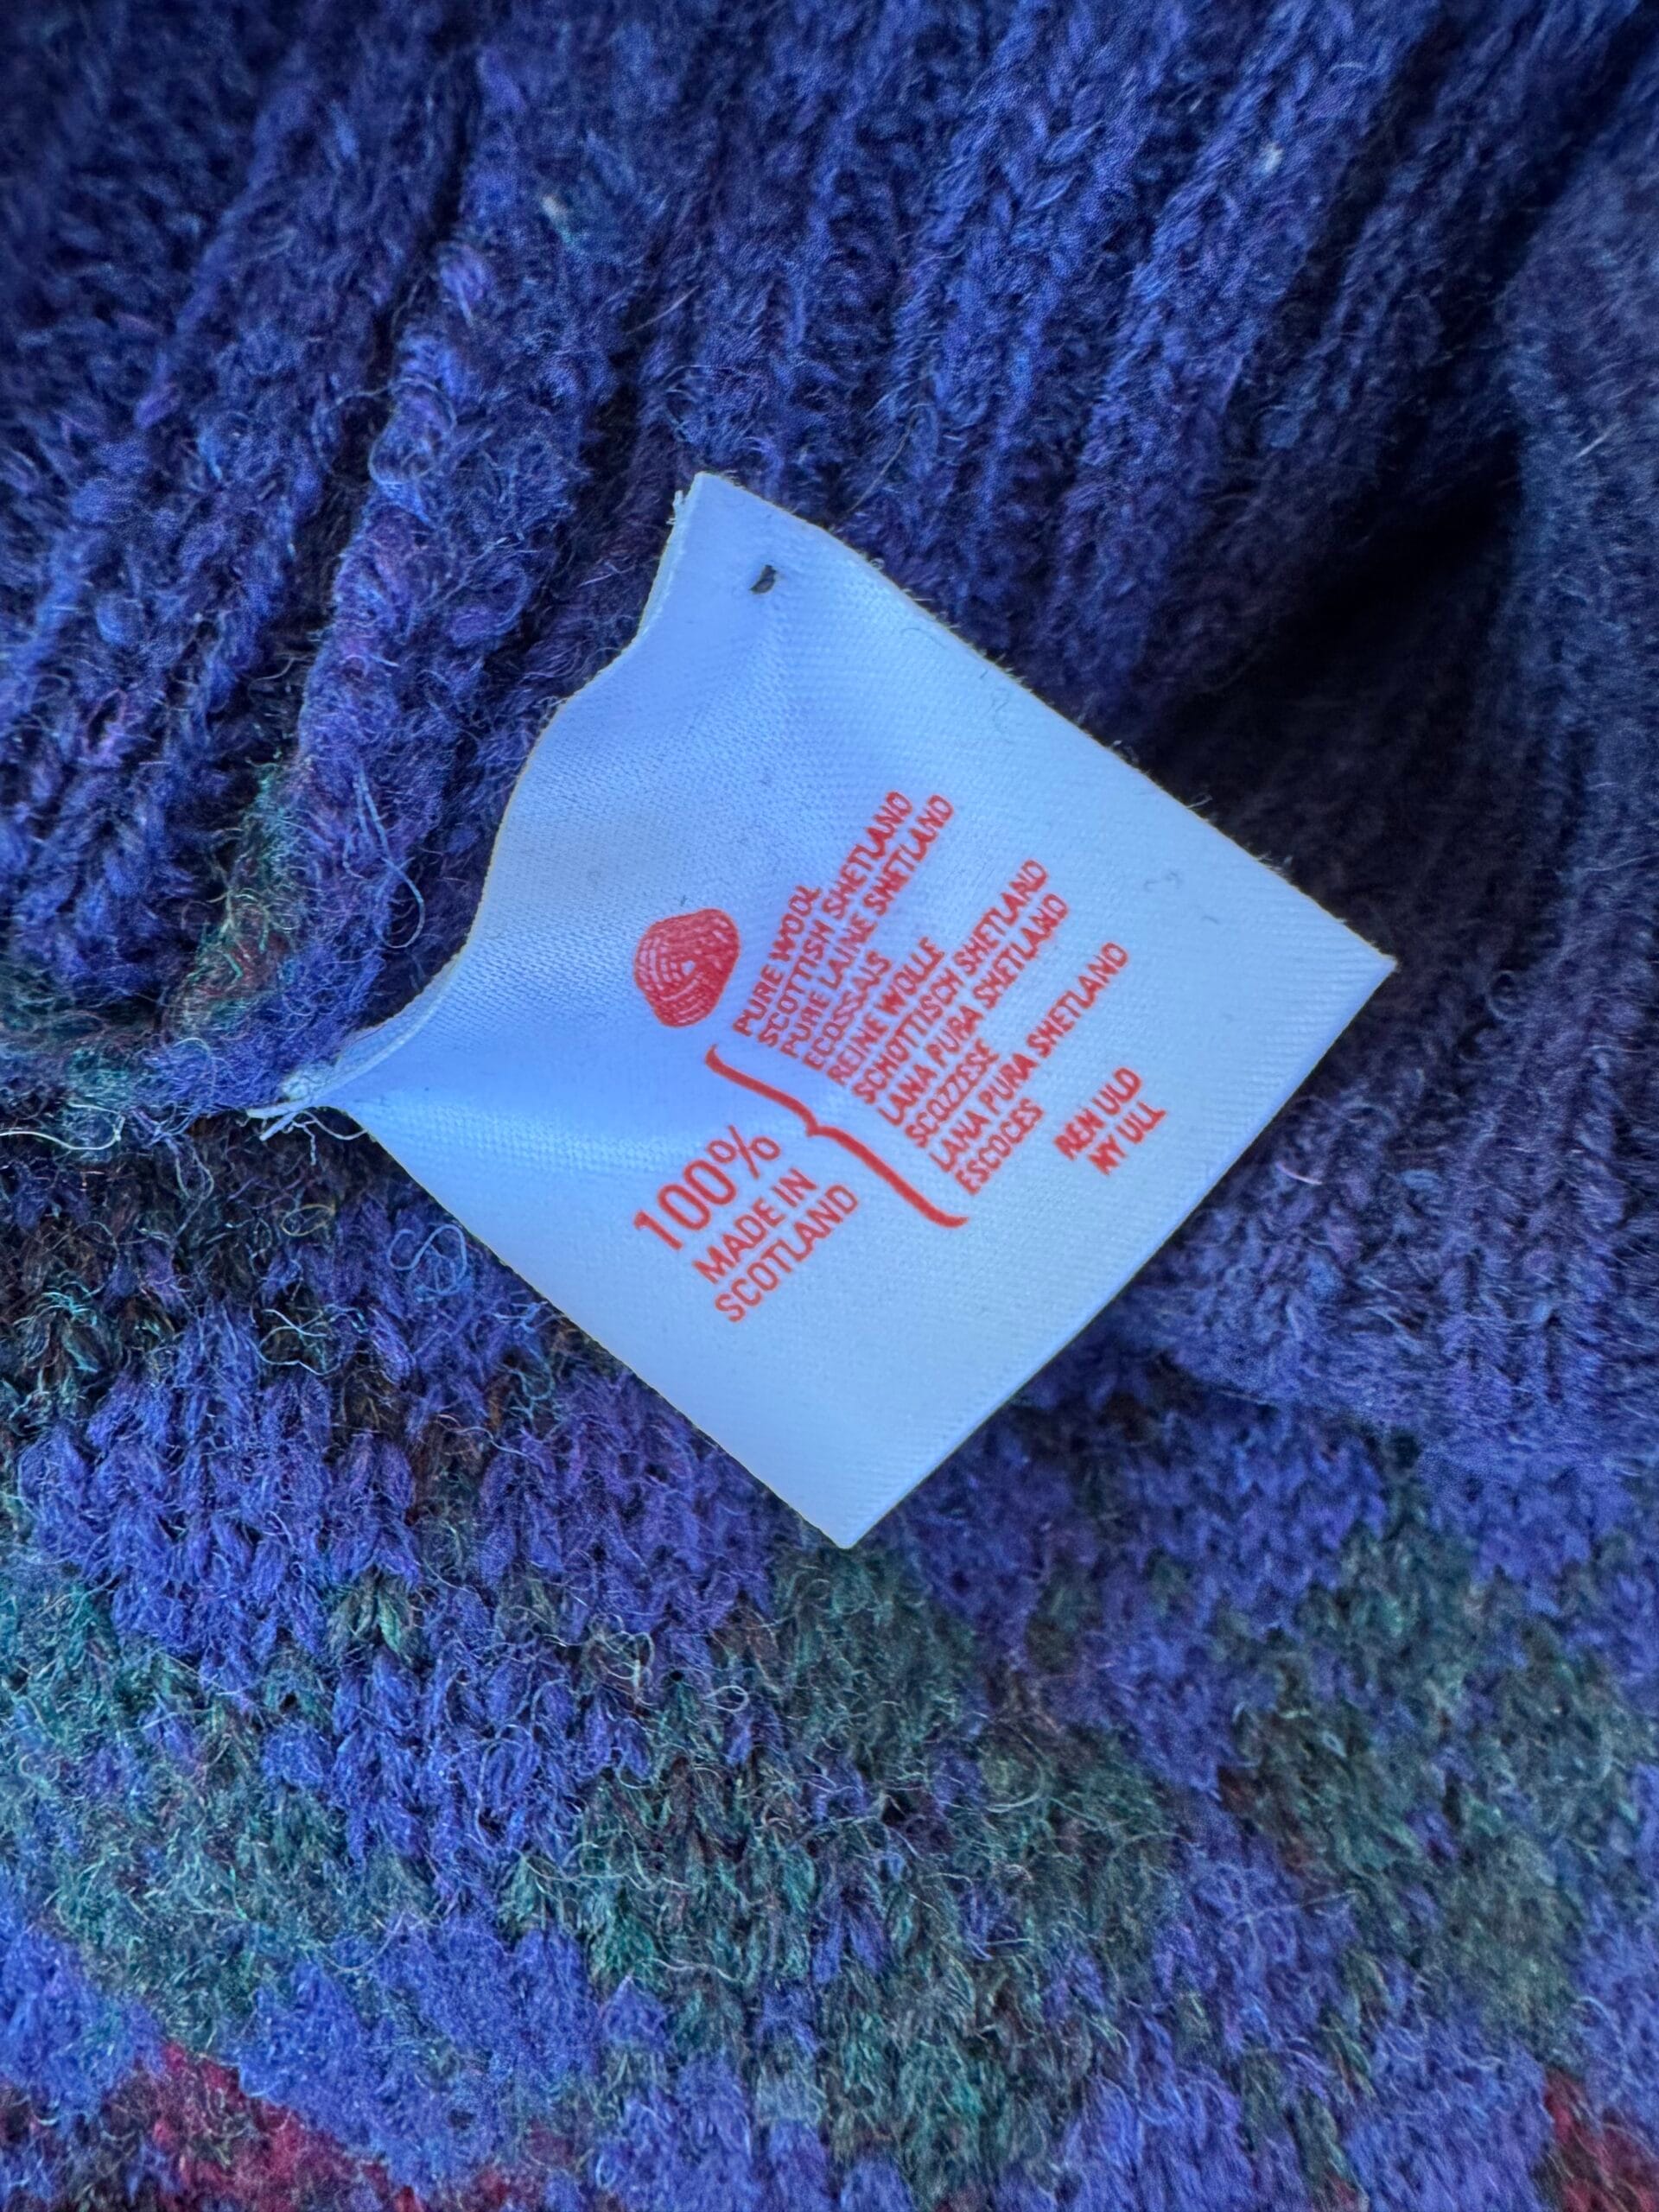 100%
MADE IN
SCOTLAND
PURE WOOL
SCOTTISH SHETLAND
PURE LAINE SHETLAND
ECOSSAIS
REINE WOLLE
SCHOTTISCH SHETLAND
LANA PURA SHETLAND
SCOZZESE
LANA PURA SHETLAND
ESCOCES
REN ULD
NY ULL